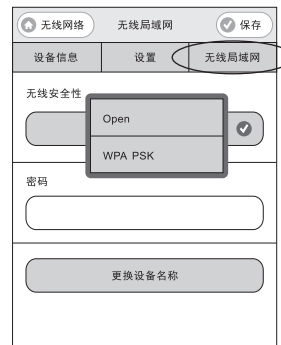 无线网络 无线局域网 保存
设备信息 设置 无线局域网
无线安全性
Open
WPA PSK
密码
更换设备名称